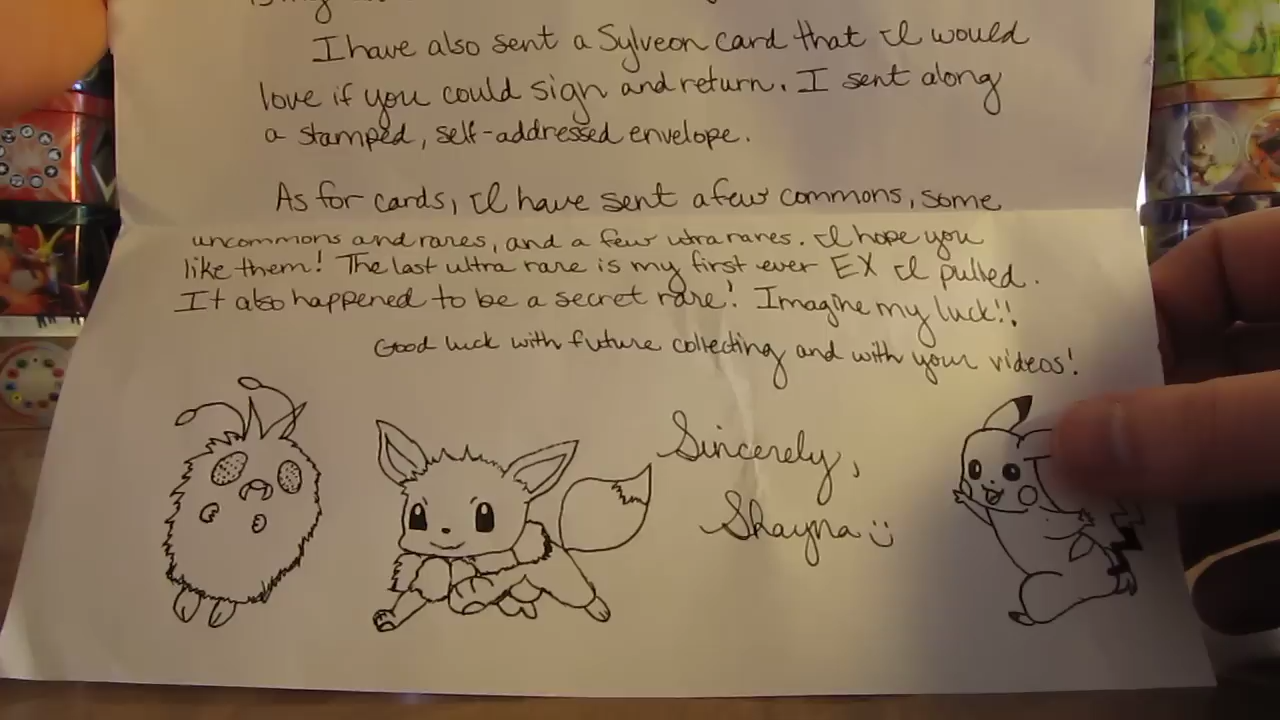 I have also sent a Sylveon card that I would
love if you could sign and return. I sent along
a stamped, self-addressed envelope.
As for cards, I have sent a few commons, some
uncommons and rares, and a few utra rares. I hope you
like them! The last ultra rare is my first ever EX I pulled.
It also happened to be a secret rare! Imagine my luck!!
Good luck with future collecting and with your videos!
Sincerely,
Shayna :)